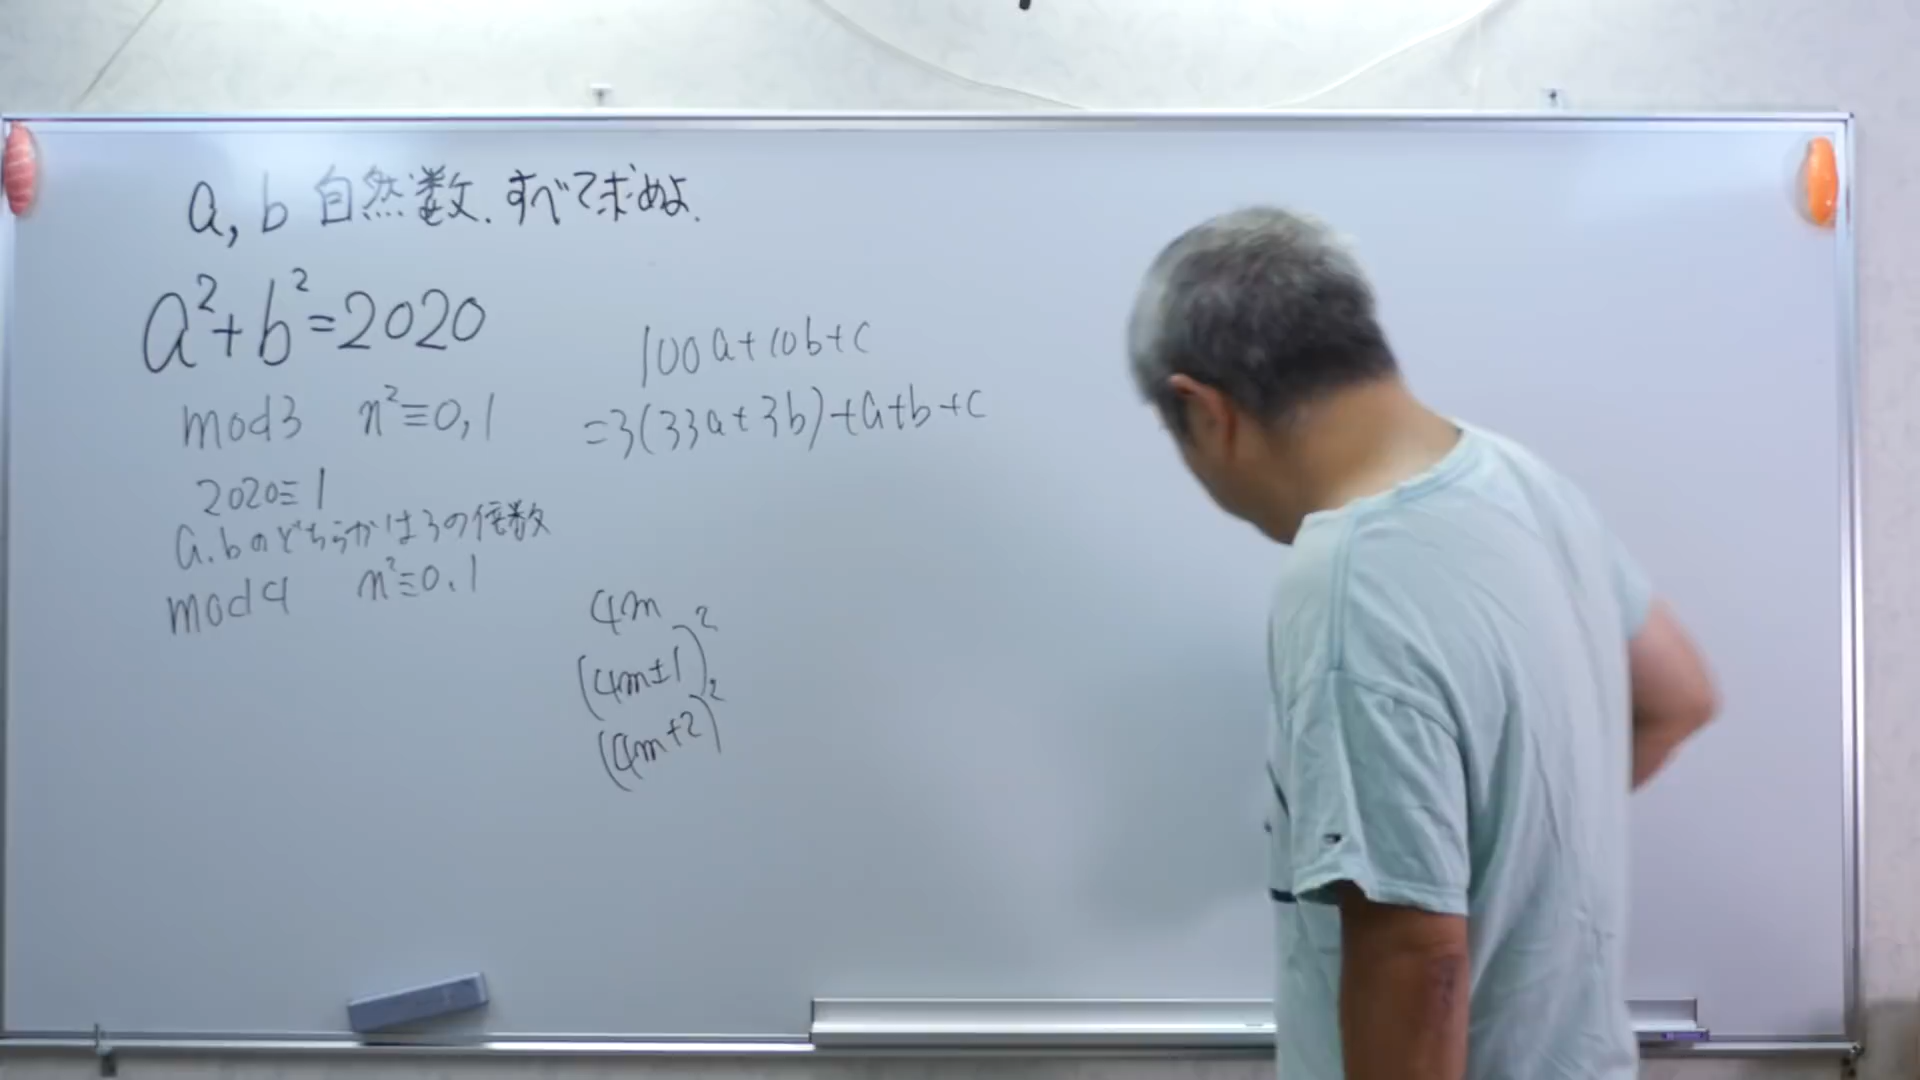 a, b 自然数. すべて求めよ.
a²+b²=2020
mod3 n²≡0,1
2020≡1
a.bのどちらかは3の倍数
mod4 n²≡0.1
100a+10b+c
=3(33a+3b)+a+b+c
4m
(4m±1)²
(4m+2)²